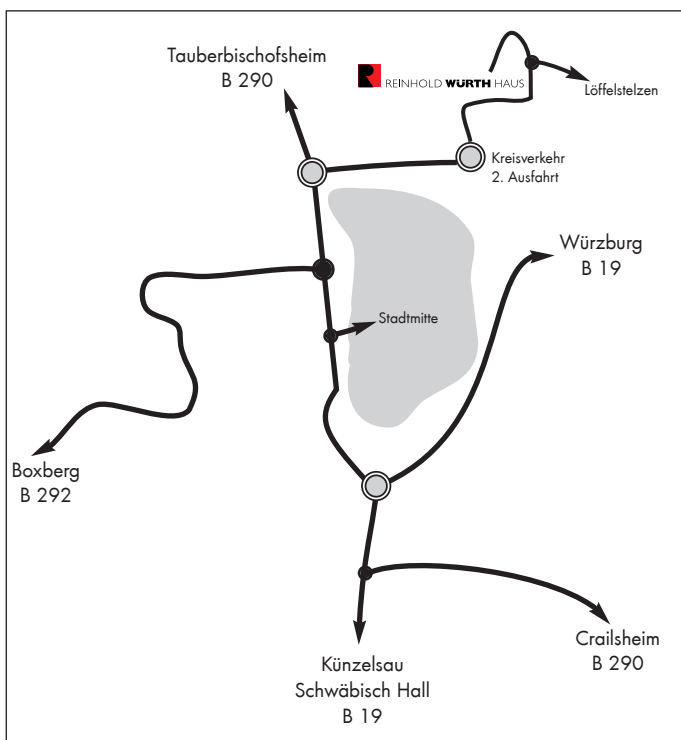 Tauberbischofsheim
B 290
R REINHOLD WÜRTH HAUS
Löffelstelzen
Kreisverkehr
2. Ausfahrt
Würzburg
B 19
Stadtmitte
Boxberg
B 292
Crailsheim
B 290
Künzelsau
Schwäbisch Hall
B 19